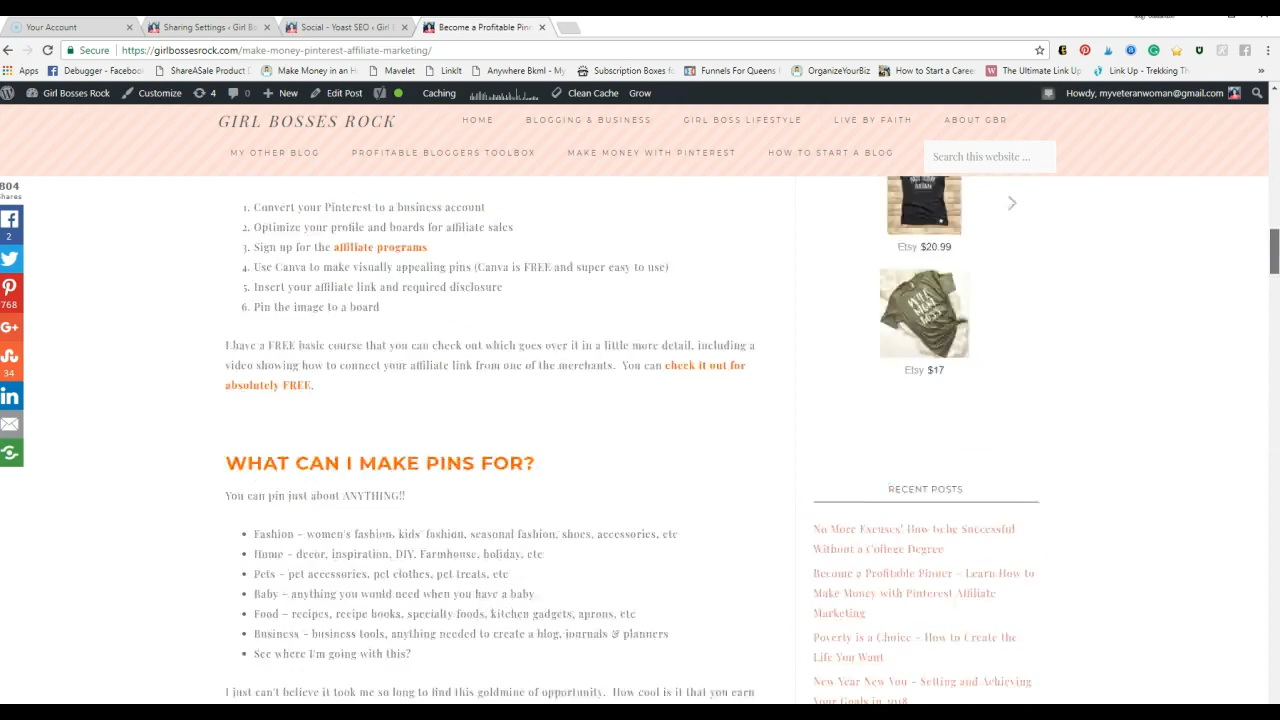 Your Account
Sharing Settings ‹ Girl Bo
Social - Yoast SEO ‹ Girl
Become a Profitable Pin
Secure
https://girlbossesrock.com/make-money-pinterest-affiliate-marketing/
Apps
Debugger - Faceboo
ShareASale Product D
Make Money in an H
Mavelet
LinkIt
Anywhere Bkml - My
Subscription Boxes fo
Funnels For Queens
OrganizeYourBiz
How to Start a Caree
The Ultimate Link Up
Link Up - Trekking Th
»
Girl Bosses Rock
Customize
4
0
New
Edit Post
Caching
Clean Cache
Grow
Howdy, myveteranwoman@gmail.com
GIRL BOSSES ROCK
HOME
BLOGGING & BUSINESS
GIRL BOSS LIFESTYLE
LIVE BY FAITH
ABOUT GBR
MY OTHER BLOG
PROFITABLE BLOGGERS TOOLBOX
MAKE MONEY WITH PINTEREST
HOW TO START A BLOG
Search this website ...
804
Shares
2
768
34
1. Convert your Pinterest to a business account
2. Optimize your profile and boards for affiliate sales
3. Sign up for the affiliate programs
4. Use Canva to make visually appealing pins (Canva is FREE and super easy to use)
5. Insert your affiliate link and required disclosure
6. Pin the image to a board
I have a FREE basic course that you can check out which goes over it in a little more detail, including a
video showing how to connect your affiliate link from one of the merchants. You can check it out for
absolutely FREE.
WHAT CAN I MAKE PINS FOR?
You can pin just about ANYTHING!!
Fashion – women's fashion, kids' fashion, seasonal fashion, shoes, accessories, etc
Home – decor, inspiration, DIY, Farmhouse, holiday, etc
Pets – pet accessories, pet clothes, pet treats, etc
Baby – anything you would need when you have a baby
Food – recipes, recipe books, specialty foods, kitchen gadgets, aprons, etc
Business – business tools, anything needed to create a blog, journals & planners
See where I'm going with this?
I just can't believe it took me so long to find this goldmine of opportunity. How cool is it that you earn
Etsy $20.99
WILD
MOM
BOSS
Etsy $17
RECENT POSTS
No More Excuses! How to be Successful
Without a College Degree
Become a Profitable Pinner – Learn How to
Make Money with Pinterest Affiliate
Marketing
Poverty is a Choice – How to Create the
Life You Want
New Year New You – Setting and Achieving
Your Goals in 2018